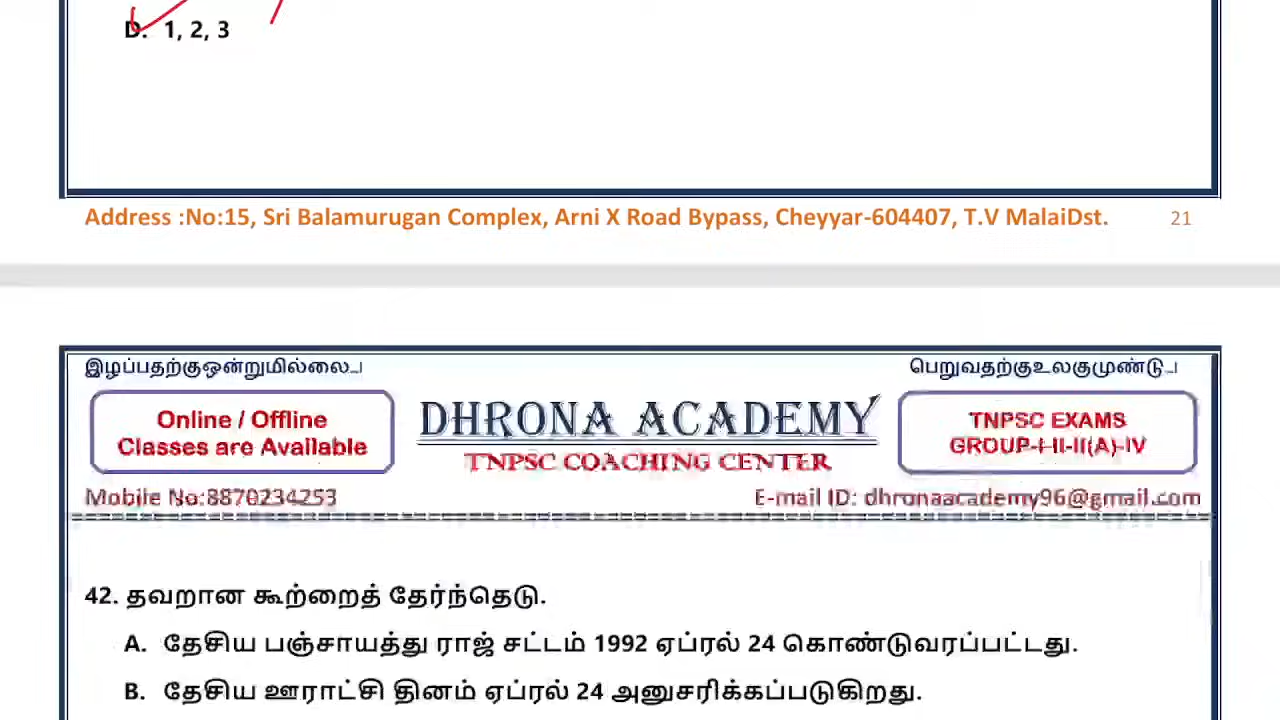 D. 1, 2, 3
Address :No:15, Sri Balamurugan Complex, Arni X Road Bypass, Cheyyar-604407, T.V MalaiDst. 21
இழப்பதற்குஒன்றுமில்லை..! பெறுவதற்குஉலகுமுண்டு..!
Online / Offline
Classes are Available
DHRONA ACADEMY
TNPSC COACHING CENTER
TNPSC EXAMS
GROUP-I-II-II(A)-IV
Mobile No:8870234253 E-mail ID: dhronaacademy96@gmail.com
42. தவறான கூற்றைத் தேர்ந்தெடு.
A. தேசிய பஞ்சாயத்து ராஜ் சட்டம் 1992 ஏப்ரல் 24 கொண்டுவரப்பட்டது.
B. தேசிய ஊராட்சி தினம் ஏப்ரல் 24 அனுசரிக்கப்படுகிறது.